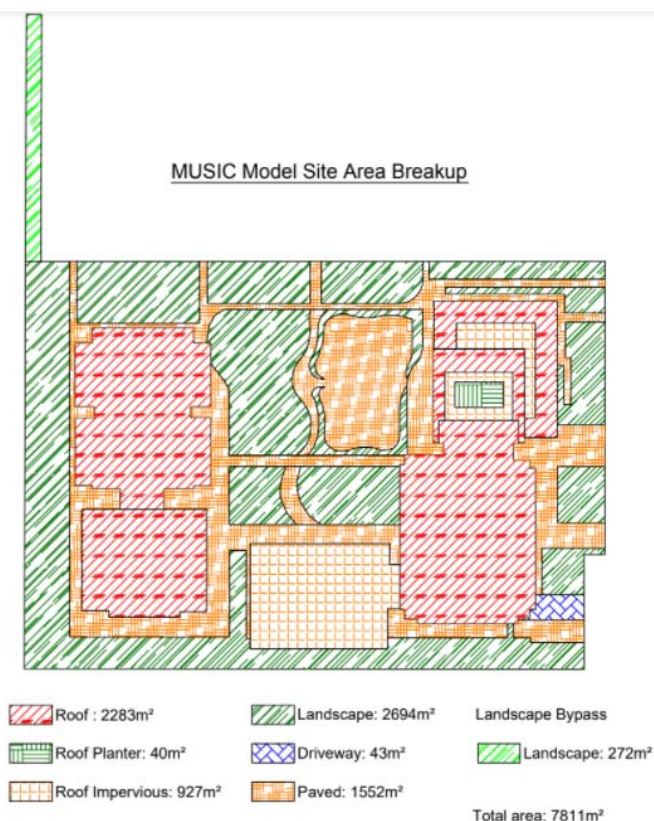 MUSIC Model Site Area Breakup
Roof : 2283m²
Landscape: 2694m²
Landscape Bypass
Roof Planter: 40m²
Driveway: 43m²
Landscape: 272m²
Roof Impervious: 927m²
Paved: 1552m²
Total area: 7811m²